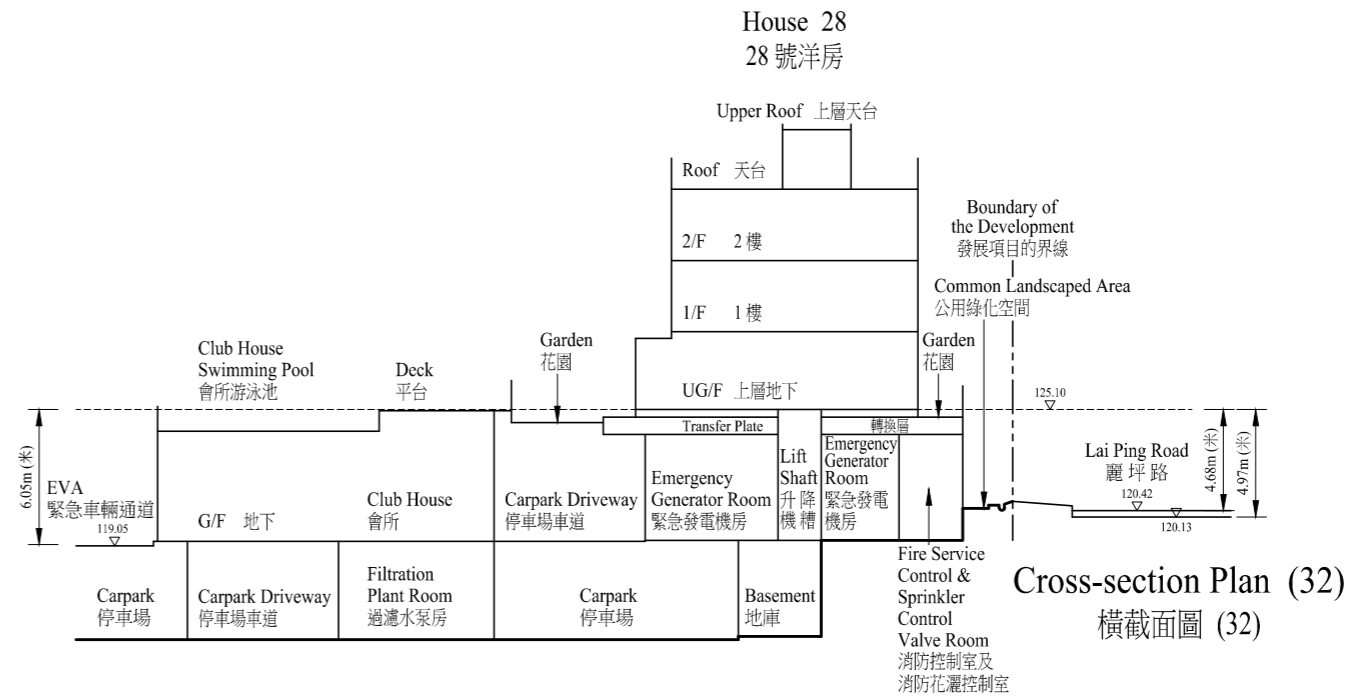 House 28
28 號洋房
Upper Roof 上層天台
Roof 天台
2/F 2 樓
1/F 1 樓
UG/F 上層地下
Boundary of
the Development
發展項目的界線
Common Landscaped Area
公用綠化空間
Garden
花園
Garden
花園
Club House
Swimming Pool
會所游泳池
Deck
平台
125.10
Transfer Plate
轉換層
6.05m (米)
EVA
緊急車輛通道
119.05
G/F 地下
Club House
會所
Carpark Driveway
停車場車道
Emergency
Generator Room
緊急發電機房
Lift
Shaft
升降
機槽
Emergency
Generator
Room
緊急發電
機房
Lai Ping Road
麗坪路
120.42
120.13
4.68m (米)
4.97m (米)
Carpark
停車場
Carpark Driveway
停車場車道
Filtration
Plant Room
過濾水泵房
Carpark
停車場
Basement
地庫
Fire Service
Control &
Sprinkler
Control
Valve Room
消防控制室及
消防花灑控制室
Cross-section Plan (32)
橫截面圖 (32)